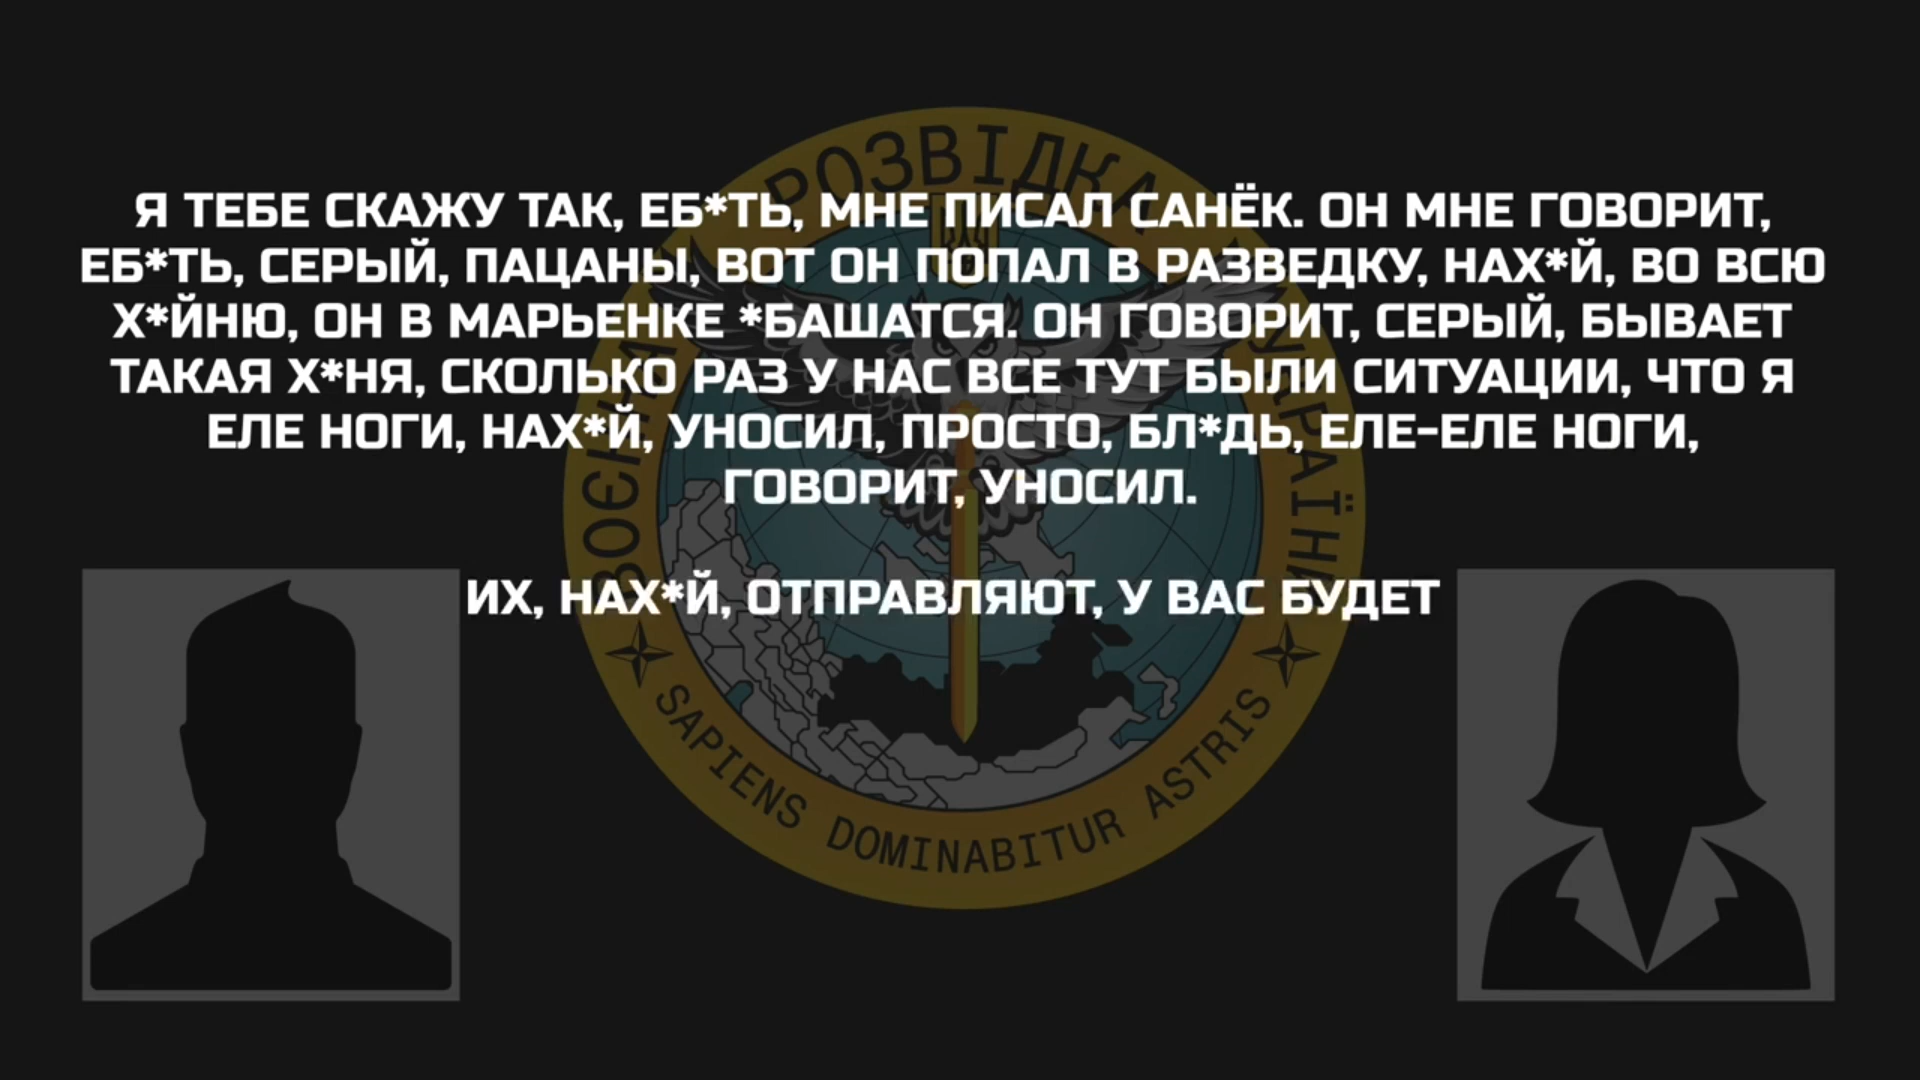 Я ТЕБЕ СКАЖУ ТАК, ЕБ*ТЬ, МНЕ ПИСАЛ САНЁК. ОН МНЕ ГОВОРИТ,
ЕБ*ТЬ, СЕРЫЙ, ПАЦАНЫ, ВОТ ОН ПОПАЛ В РАЗВЕДКУ, НАХ*Й, ВО ВСЮ
Х*ЙНЮ, ОН В МАРЬЕНКЕ *БАШАТСЯ. ОН ГОВОРИТ, СЕРЫЙ, БЫВАЕТ
ТАКАЯ Х*НЯ, СКОЛЬКО РАЗ У НАС ВСЕ ТУТ БЫЛИ СИТУАЦИИ, ЧТО Я
ЕЛЕ НОГИ, НАХ*Й, УНОСИЛ, ПРОСТО, БЛ*ДЬ, ЕЛЕ-ЕЛЕ НОГИ,
ГОВОРИТ, УНОСИЛ.
ИХ, НАХ*Й, ОТПРАВЛЯЮТ, У ВАС БУДЕТ
ВОЄННА РОЗВІДКА УКРАЇНИ
SAPIENS DOMINABITUR ASTRIS